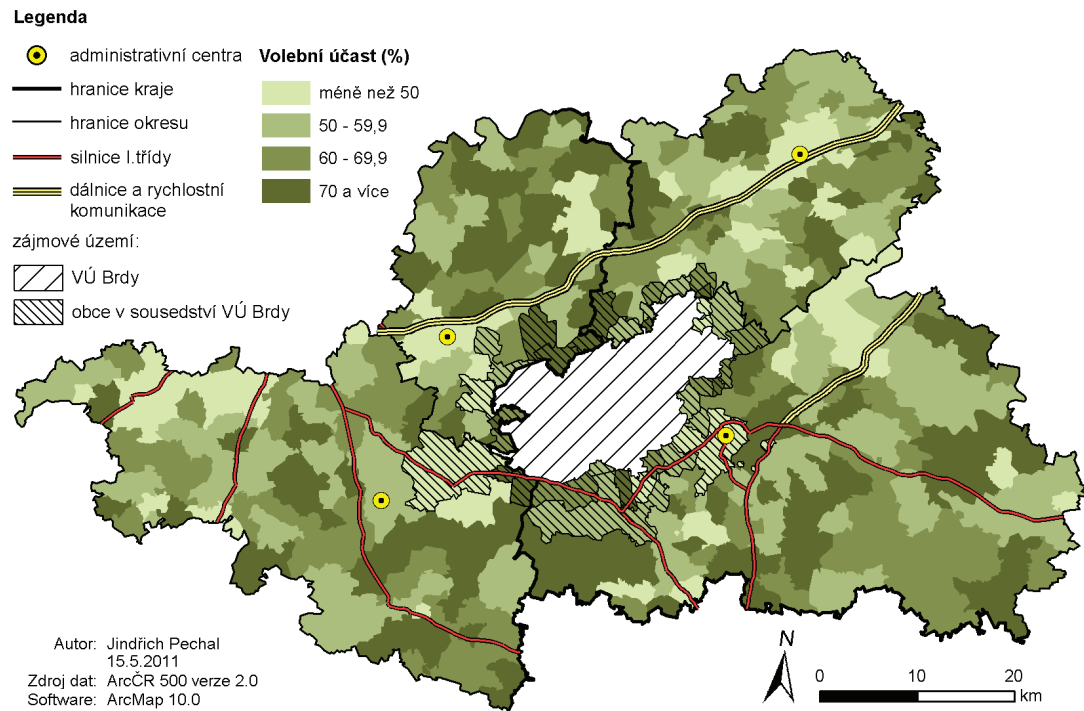 Legenda
administrativní centra
hranice kraje
hranice okresu
silnice I.třídy
dálnice a rychlostní
komunikace
zájmové území:
VÚ Brdy
obce v sousedství VÚ Brdy
Volební účast (%)
méně než 50
50 - 59,9
60 - 69,9
70 a více
Autor: Jindřich Pechal
15.5.2011
Zdroj dat: ArcČR 500 verze 2.0
Software: ArcMap 10.0
N
0 10 20
km